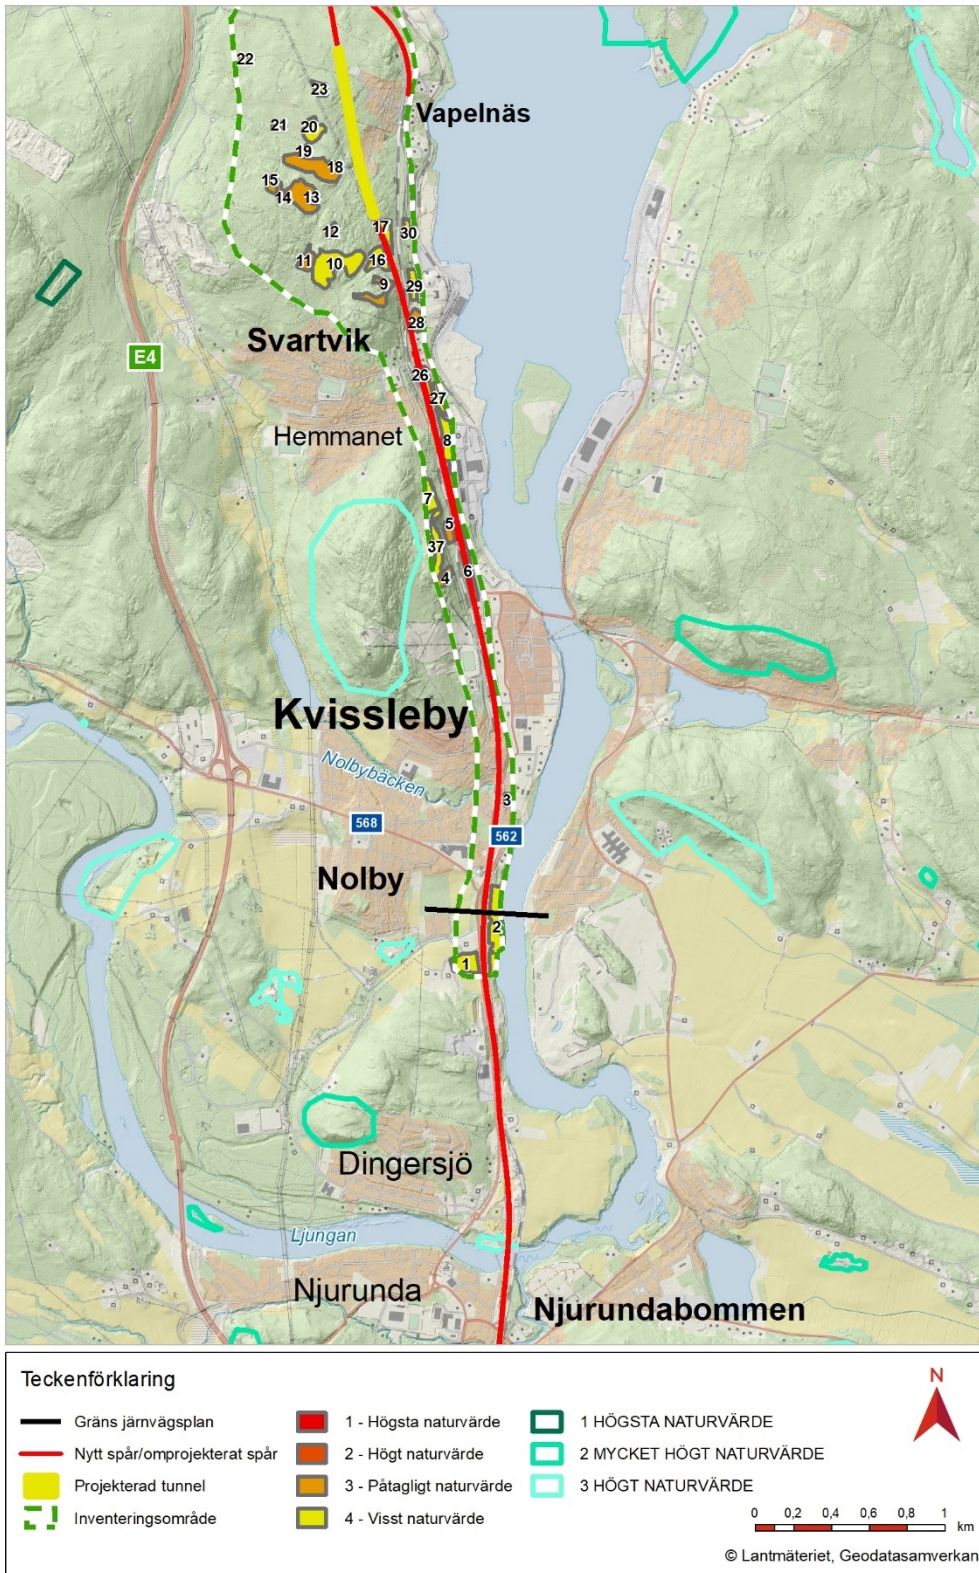 22
23
Vapelnäs
21
20
19
18
15
14
13
17
30
12
11
10
16
9
29
28
Svartvik
E4
26
27
Hemmanet
8
7
5
37
6
4
Kvissleby
Nolbybäcken
3
568
562
Nolby
2
1
Dingersjö
Ljungan
Njurunda
Njurundabommen
Teckenförklaring
Gräns järnvägsplan
Nytt spår/omprojekterat spår
Projekterad tunnel
Inventeringsområde
1 - Högsta naturvärde
2 - Högt naturvärde
3 - Påtagligt naturvärde
4 - Visst naturvärde
1 HÖGSTA NATURVÄRDE
2 MYCKET HÖGT NATURVÄRDE
3 HÖGT NATURVÄRDE
N
0 0,2 0,4 0,6 0,8 1
km
© Lantmäteriet, Geodatasamverkan